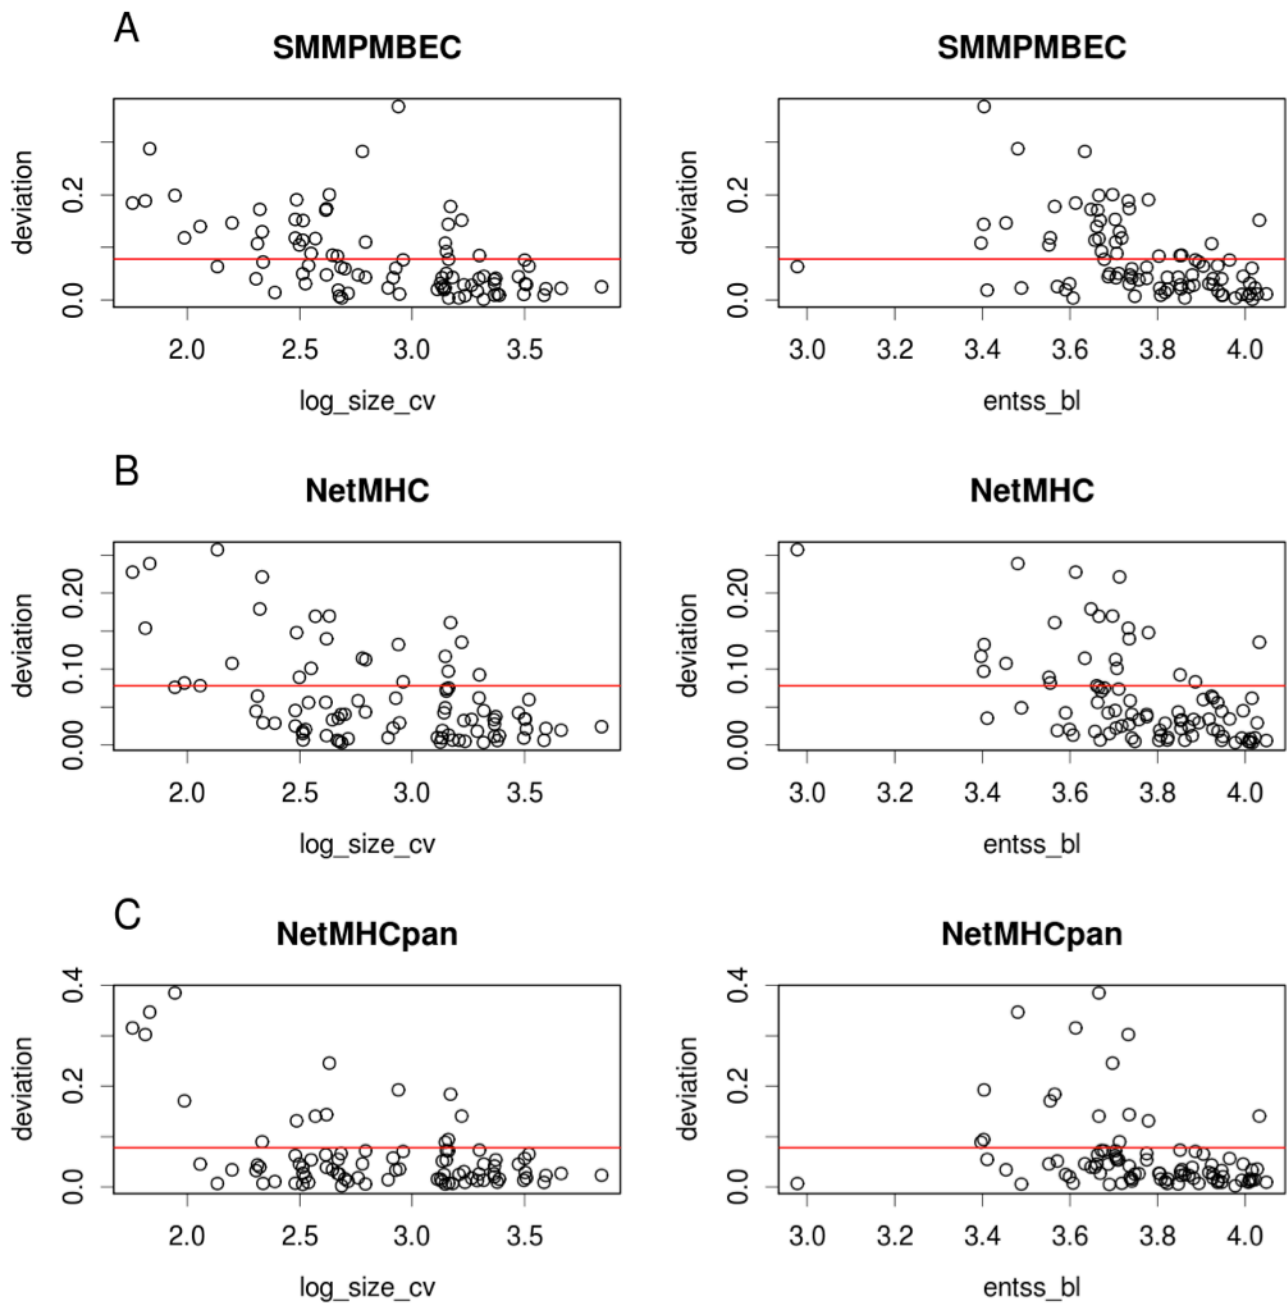 A
SMMPMBEC
SMMPMBEC
deviation
0.0
0.2
2.0 2.5 3.0 3.5
log_size_cv
deviation
0.0
0.2
3.0 3.2 3.4 3.6 3.8 4.0
entss_bl
B
NetMHC
NetMHC
deviation
0.00
0.10
0.20
2.0 2.5 3.0 3.5
log_size_cv
deviation
0.00
0.10
0.20
3.0 3.2 3.4 3.6 3.8 4.0
entss_bl
C
NetMHCpan
NetMHCpan
deviation
0.0
0.2
0.4
2.0 2.5 3.0 3.5
log_size_cv
deviation
0.0
0.2
0.4
3.0 3.2 3.4 3.6 3.8 4.0
entss_bl